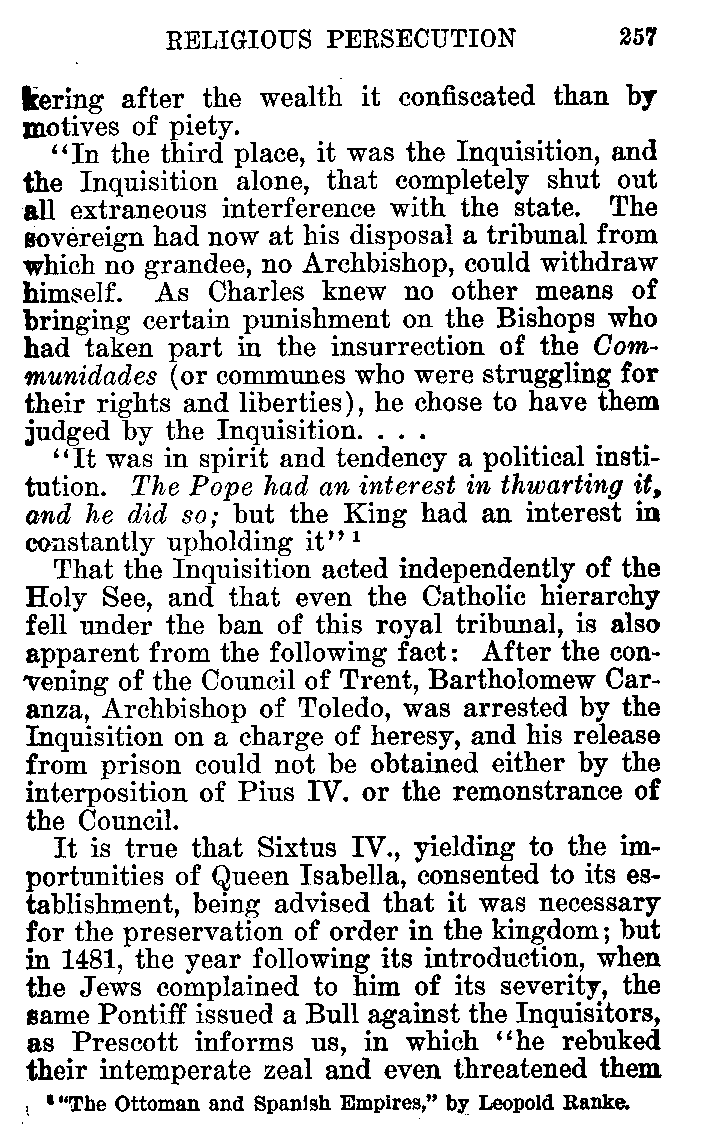 RELIGIOUS PERSECUTION 257
kering after the wealth it confiscated than by
motives of piety.
"In the third place, it was the Inquisition, and
the Inquisition alone, that completely shut out
all extraneous interference with the state. The
sovereign had now at his disposal a tribunal from
which no grandee, no Archbishop, could withdraw
himself. As Charles knew no other means of
bringing certain punishment on the Bishops who
had taken part in the insurrection of the Com-
munidades (or communes who were struggling for
their rights and liberties), he chose to have them
judged by the Inquisition. . . .
"It was in spirit and tendency a political insti-
tution. The Pope had an interest in thwarting it,
and he did so; but the King had an interest in
constantly upholding it" 1
That the Inquisition acted independently of the
Holy See, and that even the Catholic hierarchy
fell under the ban of this royal tribunal, is also
apparent from the following fact: After the con-
vening of the Council of Trent, Bartholomew Car-
anza, Archbishop of Toledo, was arrested by the
Inquisition on a charge of heresy, and his release
from prison could not be obtained either by the
interposition of Pius IV. or the remonstrance of
the Council.
It is true that Sixtus IV., yielding to the im-
portunities of Queen Isabella, consented to its es-
tablishment, being advised that it was necessary
for the preservation of order in the kingdom; but
in 1481, the year following its introduction, when
the Jews complained to him of its severity, the
same Pontiff issued a Bull against the Inquisitors,
as Prescott informs us, in which "he rebuked
their intemperate zeal and even threatened them
1 "The Ottoman and Spanish Empires," by Leopold Ranke.